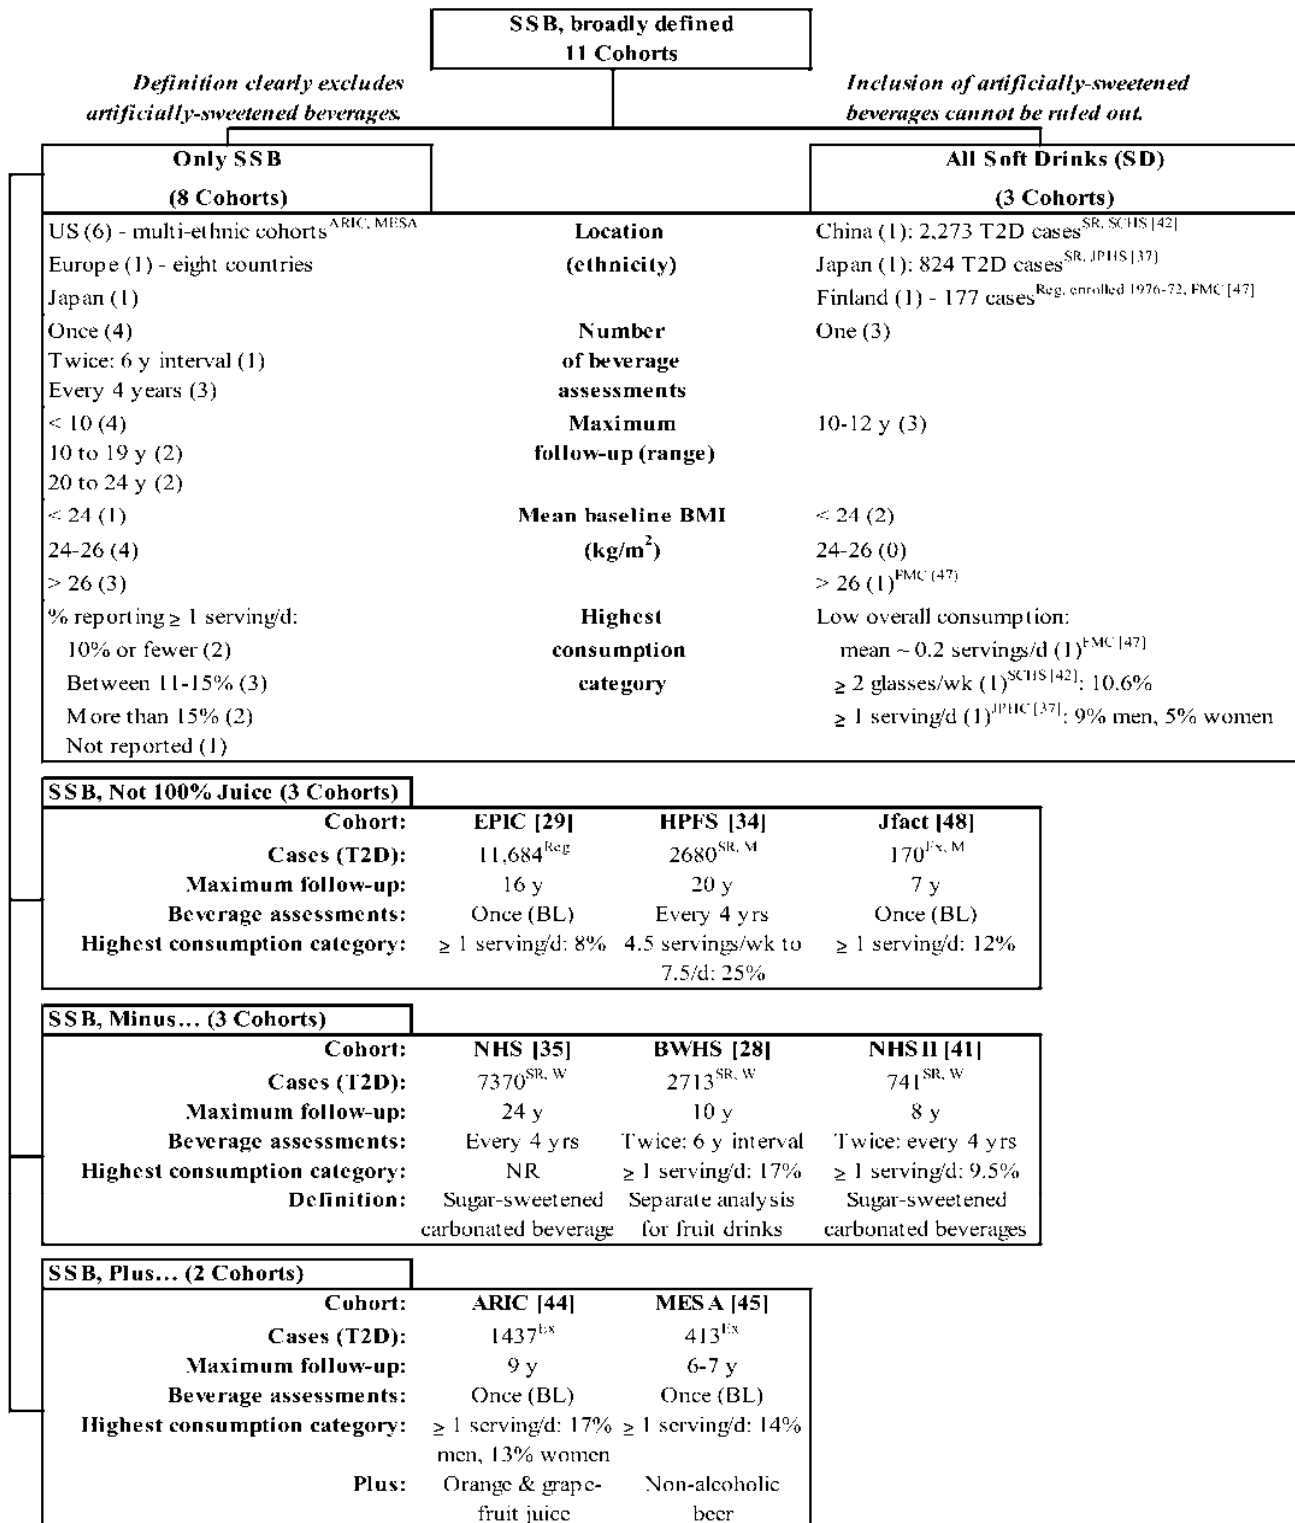 SSB, broadly defined
11 Cohorts
Definition clearly excludes
artificially-sweetened beverages.
Inclusion of artificially-sweetened
beverages cannot be ruled out.
Only SSB
(8 Cohorts)
All Soft Drinks (SD)
(3 Cohorts)
US (6) - multi-ethnic cohorts ARIC, MESA
Europe (1) - eight countries
Japan (1)
Location
(ethnicity)
China (1): 2,273 T2D cases SR, SCHS [42]
Japan (1): 824 T2D cases SR, JPHS [37]
Finland (1) - 177 cases Reg, enrolled 1976-72, FMC [47]
Once (4)
Twice: 6 y interval (1)
Every 4 years (3)
Number
of beverage
assessments
One (3)
< 10 (4)
10 to 19 y (2)
20 to 24 y (2)
Maximum
follow-up (range)
10-12 y (3)
< 24 (1)
24-26 (4)
> 26 (3)
Mean baseline BMI
(kg/m²)
< 24 (2)
24-26 (0)
> 26 (1) FMC (47)
% reporting ≥ 1 serving/d:
10% or fewer (2)
Between 11-15% (3)
More than 15% (2)
Not reported (1)
Highest
consumption
category
Low overall consumption:
mean ~ 0.2 servings/d (1) FMC [47]
≥ 2 glasses/wk (1) SCHS [42]: 10.6%
≥ 1 serving/d (1) JPHC [37]: 9% men, 5% women
SSB, Not 100% Juice (3 Cohorts)
Cohort: EPIC [29] HPFS [34] Jfact [48]
Cases (T2D): 11,684 Reg 2680 SR, M 170 Ex, M
Maximum follow-up: 16 y 20 y 7 y
Beverage assessments: Once (BL) Every 4 yrs Once (BL)
Highest consumption category: ≥ 1 serving/d: 8% 4.5 servings/wk to ≥ 1 serving/d: 12%
7.5/d: 25%
SSB, Minus... (3 Cohorts)
Cohort: NHS [35] BWHS [28] NHSII [41]
Cases (T2D): 7370 SR, W 2713 SR, W 741 SR, W
Maximum follow-up: 24 y 10 y 8 y
Beverage assessments: Every 4 yrs Twice: 6 y interval Twice: every 4 yrs
Highest consumption category: NR ≥ 1 serving/d: 17% ≥ 1 serving/d: 9.5%
Definition: Sugar-sweetened Separate analysis Sugar-sweetened
carbonated beverage for fruit drinks carbonated beverages
SSB, Plus... (2 Cohorts)
Cohort: ARIC [44] MESA [45]
Cases (T2D): 1437 Ex 413 Ex
Maximum follow-up: 9 y 6-7 y
Beverage assessments: Once (BL) Once (BL)
Highest consumption category: ≥ 1 serving/d: 17% ≥ 1 serving/d: 14%
men, 13% women
Plus: Orange & grape- Non-alcoholic
fruit juice beer